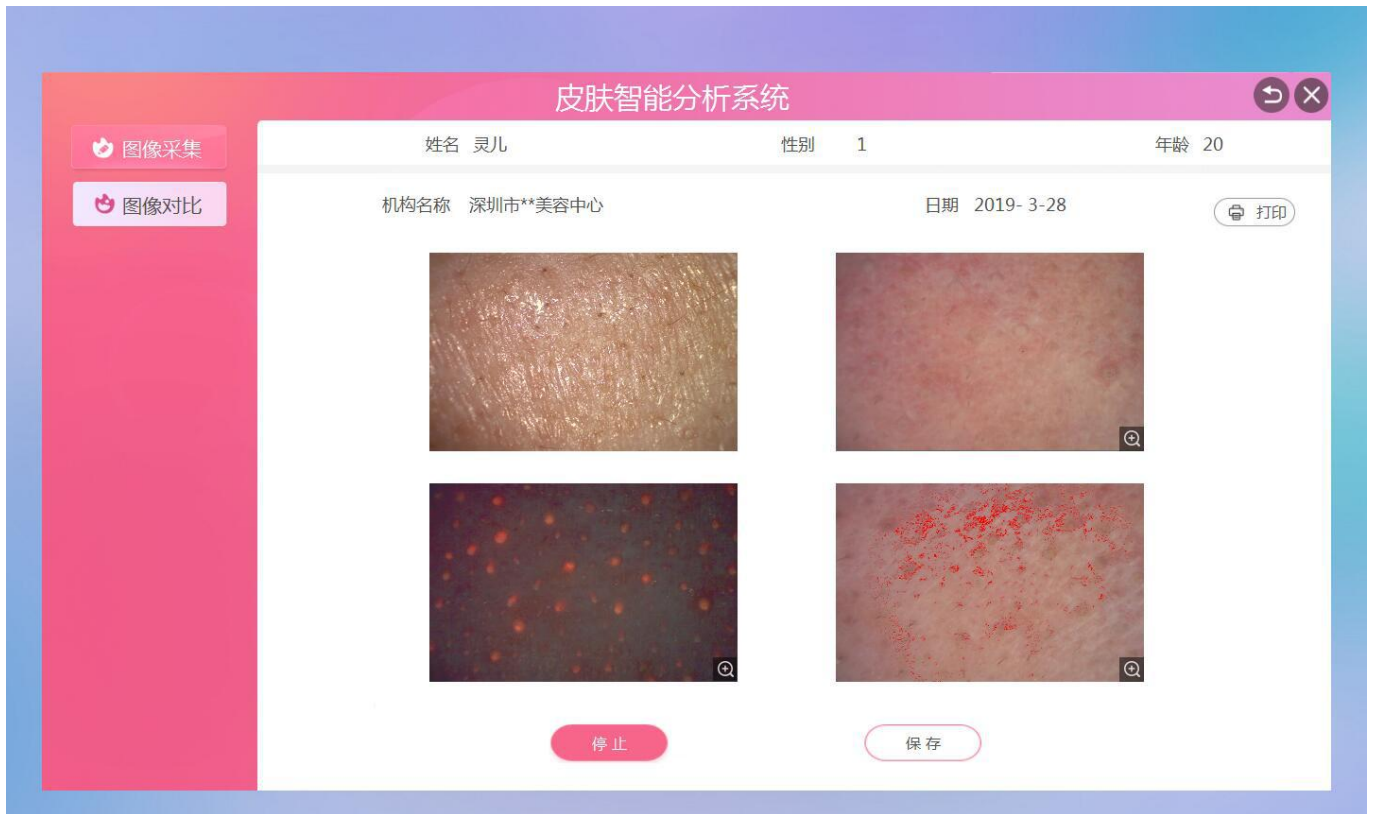 皮肤智能分析系统
图像采集
图像对比
姓名 灵儿 性别 1 年龄 20
机构名称 深圳市**美容中心 日期 2019- 3-28
打印
停止 保存